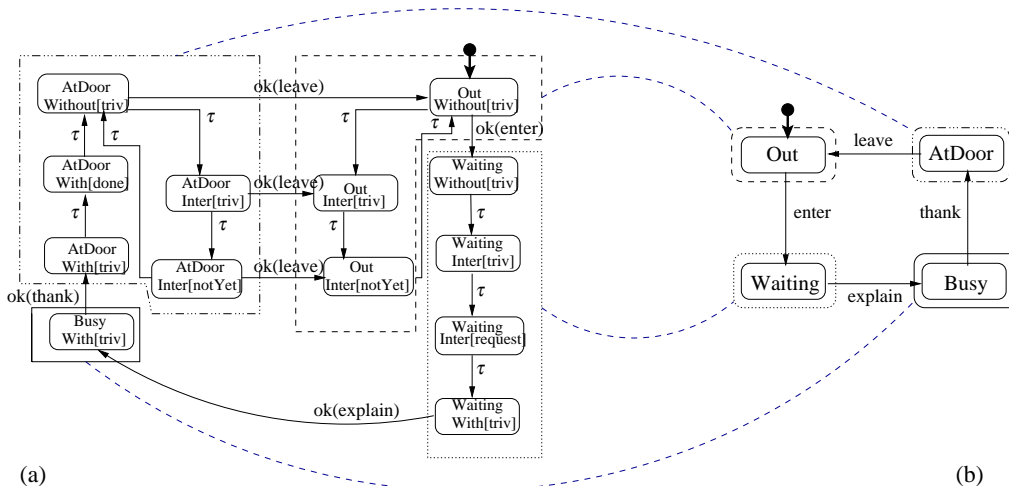 AtDoor
Without[triv]
ok(leave)
Out
Without[triv]
τ
τ
τ
τ
τ
ok(enter)
AtDoor
With[done]
AtDoor
Inter[triv]
ok(leave)
Out
Inter[triv]
Waiting
Without[triv]
τ
τ
τ
τ
AtDoor
With[triv]
AtDoor
Inter[notYet]
ok(leave)
Out
Inter[notYet]
Waiting
Inter[triv]
τ
ok(thank)
Busy
With[triv]
Waiting
Inter[request]
τ
ok(explain)
Waiting
With[triv]
(a)
Out
leave
AtDoor
enter
thank
Waiting
explain
Busy
(b)